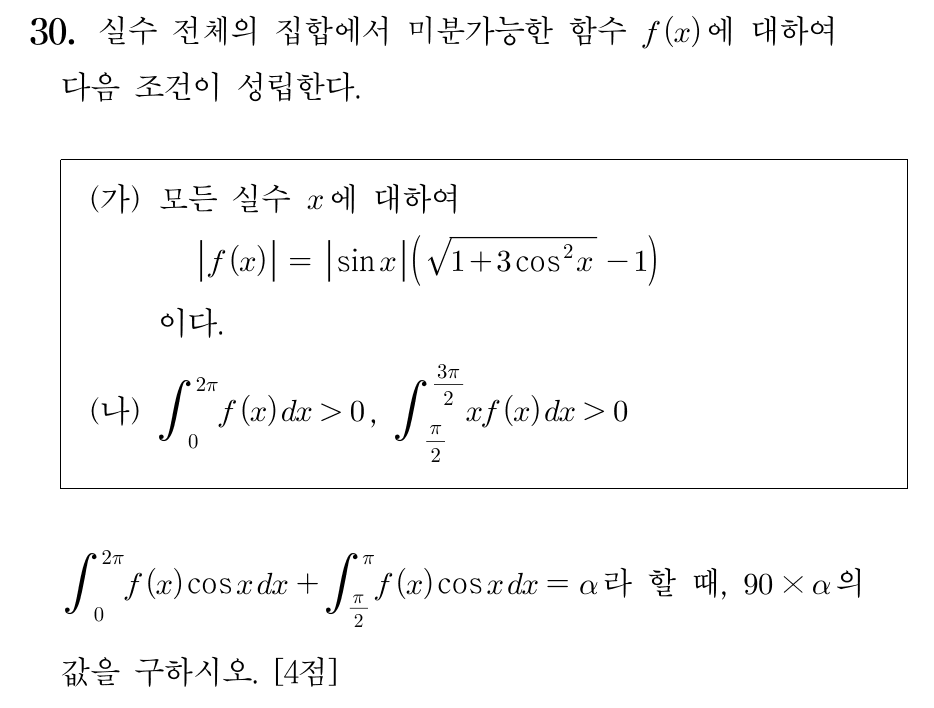 30. 실수 전체의 집합에서 미분가능한 함수 f(x)에 대하여
다음 조건이 성립한다.
(가) 모든 실수 x에 대하여
|f(x)| = |sin x|(√(1+3cos²x) −1)
이다.
(나) ∫₀^{2π} f(x)dx > 0, ∫_{π/2}^{3π/2} xf(x)dx > 0
∫₀^{2π} f(x)cos x dx + ∫_{π/2}^{π} f(x)cos x dx = α라 할 때, 90×α의
값을 구하시오. [4점]